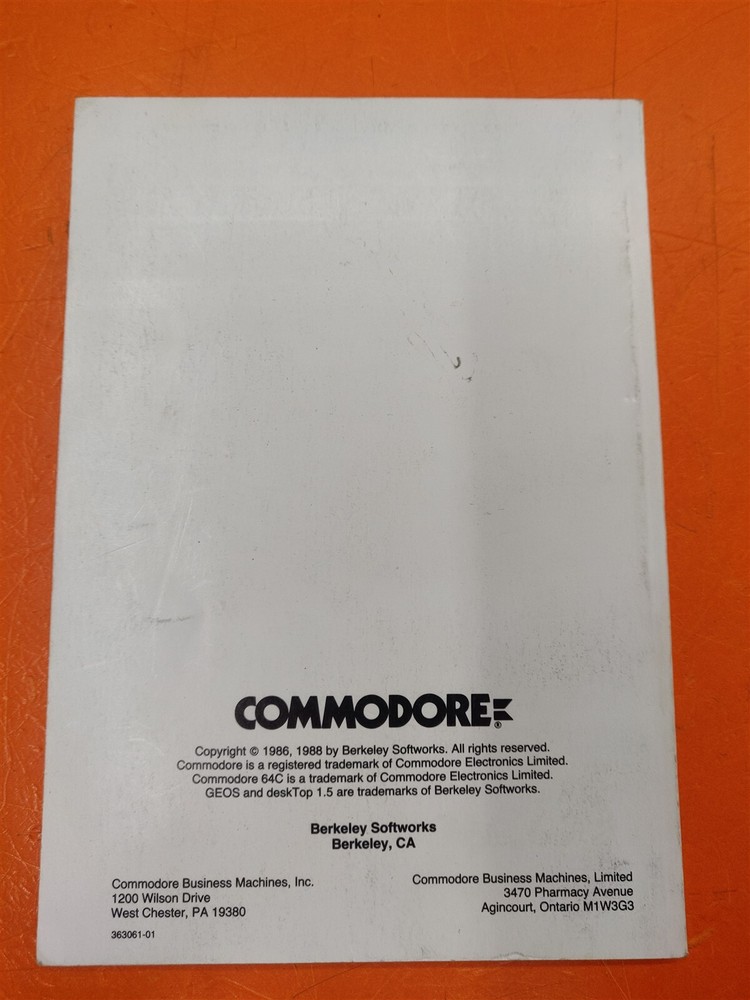 COMMODORE
®
Copyright © 1986, 1988 by Berkeley Softworks. All rights reserved.
Commodore is a registered trademark of Commodore Electronics Limited.
Commodore 64C is a trademark of Commodore Electronics Limited.
GEOS and deskTop 1.5 are trademarks of Berkeley Softworks.
Berkeley Softworks
Berkeley, CA
Commodore Business Machines, Inc.
1200 Wilson Drive
West Chester, PA 19380
363061-01
Commodore Business Machines, Limited
3470 Pharmacy Avenue
Agincourt, Ontario M1W3G3